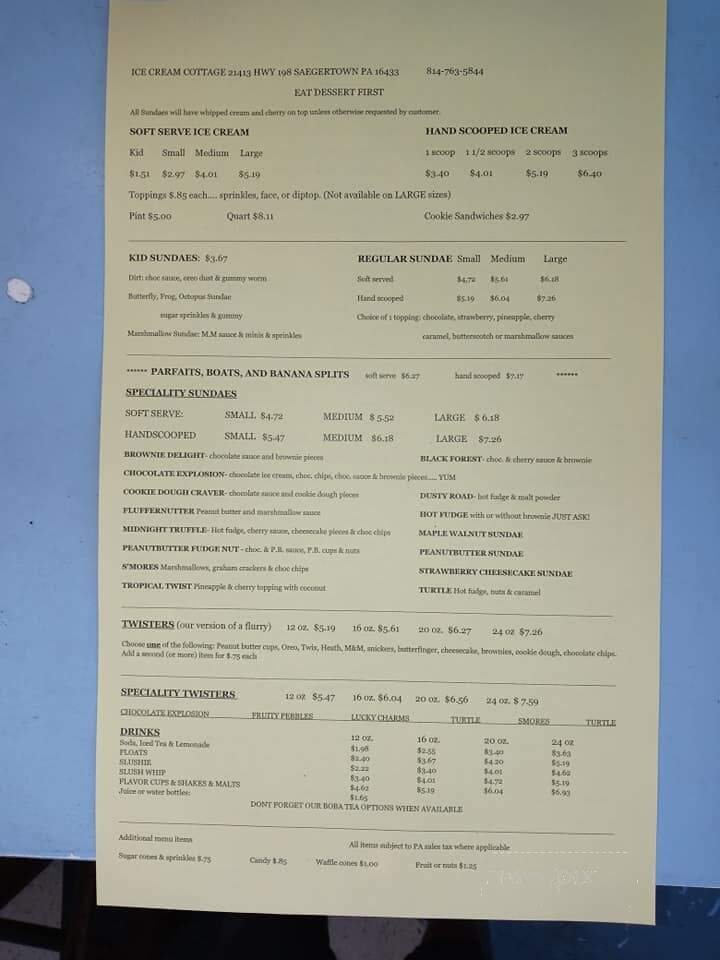 ICE CREAM COTTAGE 21413 HWY 198 SAEGERTOWN PA 16433 814-763-5844
EAT DESSERT FIRST
All Sundaes will have whipped cream and cherry on top unless otherwise requested by customer.
SOFT SERVE ICE CREAM HAND SCOOPED ICE CREAM
Kid Small Medium Large 1 scoop 1 1/2 scoops 2 scoops 3 scoops
$1.51 $2.97 $4.01 $5.19 $3.40 $4.01 $5.19 $6.40
Toppings $.85 each.... sprinkles, face, or diptop. (Not available on LARGE sizes)
Pint $5.00 Quart $8.11 Cookie Sandwiches $2.97
KID SUNDAES: $3.67 REGULAR SUNDAE Small Medium Large
Dirt: choc sauce, oreo dust & gummy worm Soft served $4.72 $5.61 $6.18
Butterfly, Frog, Octopus Sundae Hand scooped $5.19 $6.04 $7.26
sugar sprinkles & gummy Choice of 1 topping: chocolate, strawberry, pineapple, cherry
Marshmallow Sundae: M.M sauce & minis & sprinkles caramel, butterscotch or marshmallow sauces
****** PARFAITS, BOATS, AND BANANA SPLITS soft serve $6.27 hand scooped $7.17 ******
SPECIALITY SUNDAES
SOFT SERVE: SMALL $4.72 MEDIUM $ 5.52 LARGE $ 6.18
HANDSCOOPED SMALL $5.47 MEDIUM $6.18 LARGE $7.26
BROWNIE DELIGHT- chocolate sauce and brownie pieces BLACK FOREST- choc. & cherry sauce & brownie
CHOCOLATE EXPLOSION- chocolate ice cream, choc. chips, choc. sauce & brownie pieces..... YUM
COOKIE DOUGH CRAVER- chocolate sauce and cookie dough pieces DUSTY ROAD- hot fudge & malt powder
FLUFFERNUTTER Peanut butter and marshmallow sauce HOT FUDGE with or without brownie JUST ASK!
MIDNIGHT TRUFFLE- Hot fudge, cherry sauce, cheesecake pieces & choc chips MAPLE WALNUT SUNDAE
PEANUTBUTTER FUDGE NUT - choc. & P.B. sauce, P.B. cups & nuts PEANUTBUTTER SUNDAE
S'MORES Marshmallows, graham crackers & choc chips STRAWBERRY CHEESECAKE SUNDAE
TROPICAL TWIST Pineapple & cherry topping with coconut TURTLE Hot fudge, nuts & caramel
TWISTERS (our version of a flurry) 12 oz. $5.19 16 oz. $5.61 20 oz. $6.27 24 oz $7.26
Choose one of the following: Peanut butter cups, Oreo, Twix, Heath, M&M, snickers, butterfinger, cheesecake, brownies, cookie dough, chocolate chips.
Add a second (or more) item for $.75 each
SPECIALITY TWISTERS 12 oz $5.47 16 oz. $6.04 20 oz. $6.56 24 oz. $ 7.59
CHOCOLATE EXPLOSION FRUITY PEBBLES LUCKY CHARMS TURTLE SMORES TURTLE
DRINKS 12 oz. 16 oz. 20 oz. 24 oz
Soda, Iced Tea & Lemonade $1.98 $2.55 $3.40 $3.63
FLOATS $2.40 $3.67 $4.20 $5.19
SLUSHIE $2.22 $3.40 $4.01 $4.62
SLUSH WHIP $3.40 $4.01 $4.72 $5.19
FLAVOR CUPS & SHAKES & MALTS $4.62 $5.19 $6.04 $6.93
Juice or water bottles: $1.65
DONT FORGET OUR BOBA TEA OPTIONS WHEN AVAILABLE
Additional menu items All items subject to PA sales tax where applicable
Sugar cones & sprinkles $.75 Candy $.85 Waffle cones $1.00 Fruit or nuts $1.25